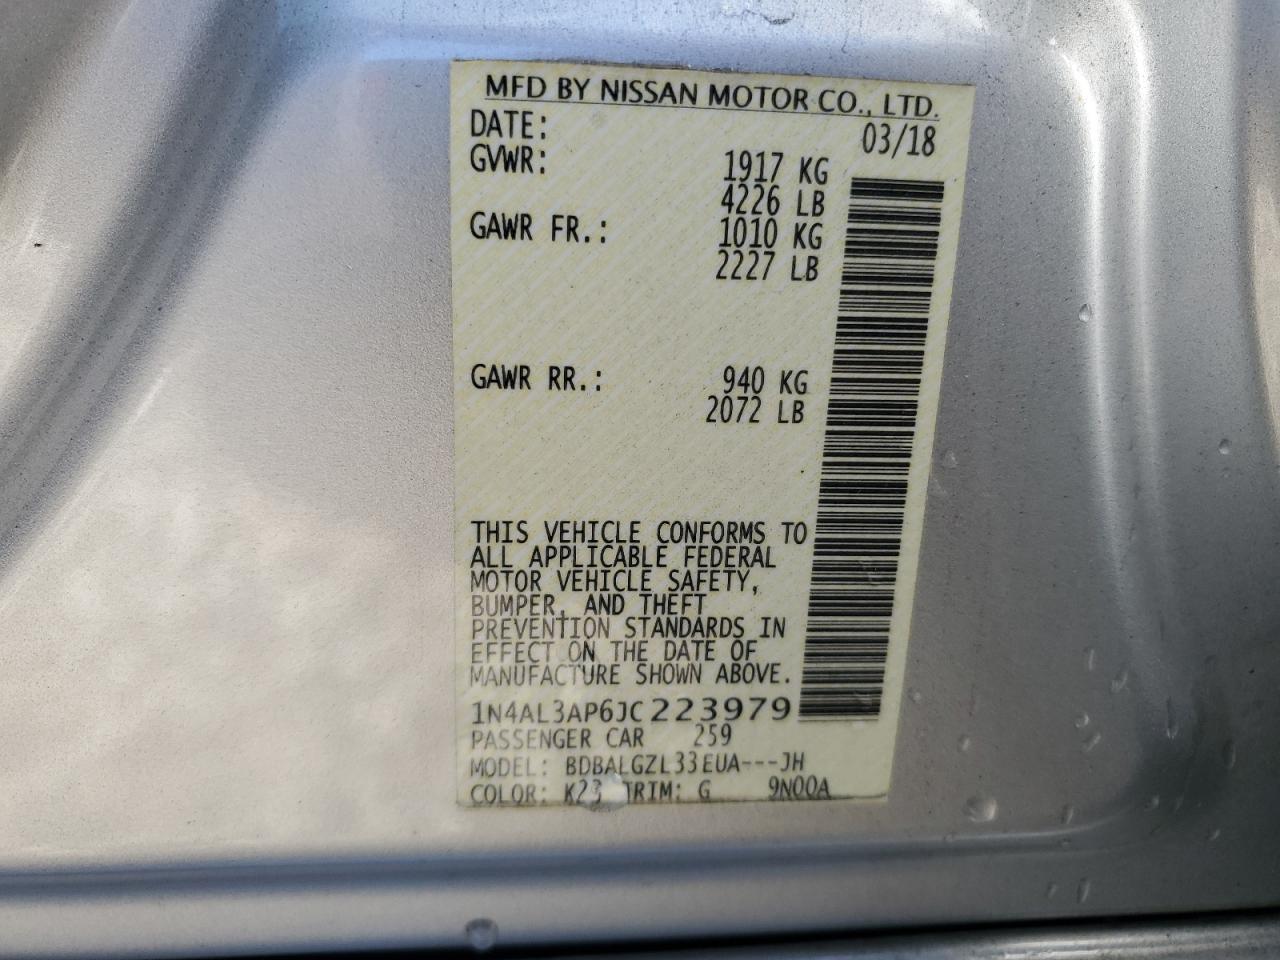 MFD BY NISSAN MOTOR CO., LTD.
DATE: 03/18
GVWR: 1917 KG
4226 LB
GAWR FR.: 1010 KG
2227 LB
GAWR RR.: 940 KG
2072 LB
THIS VEHICLE CONFORMS TO
ALL APPLICABLE FEDERAL
MOTOR VEHICLE SAFETY,
BUMPER, AND THEFT
PREVENTION STANDARDS IN
EFFECT ON THE DATE OF
MANUFACTURE SHOWN ABOVE.
1N4AL3AP6JC223979
PASSENGER CAR 259
MODEL: BDBALGZL33EUA---JH
COLOR: K23 TRIM: G 9N00A